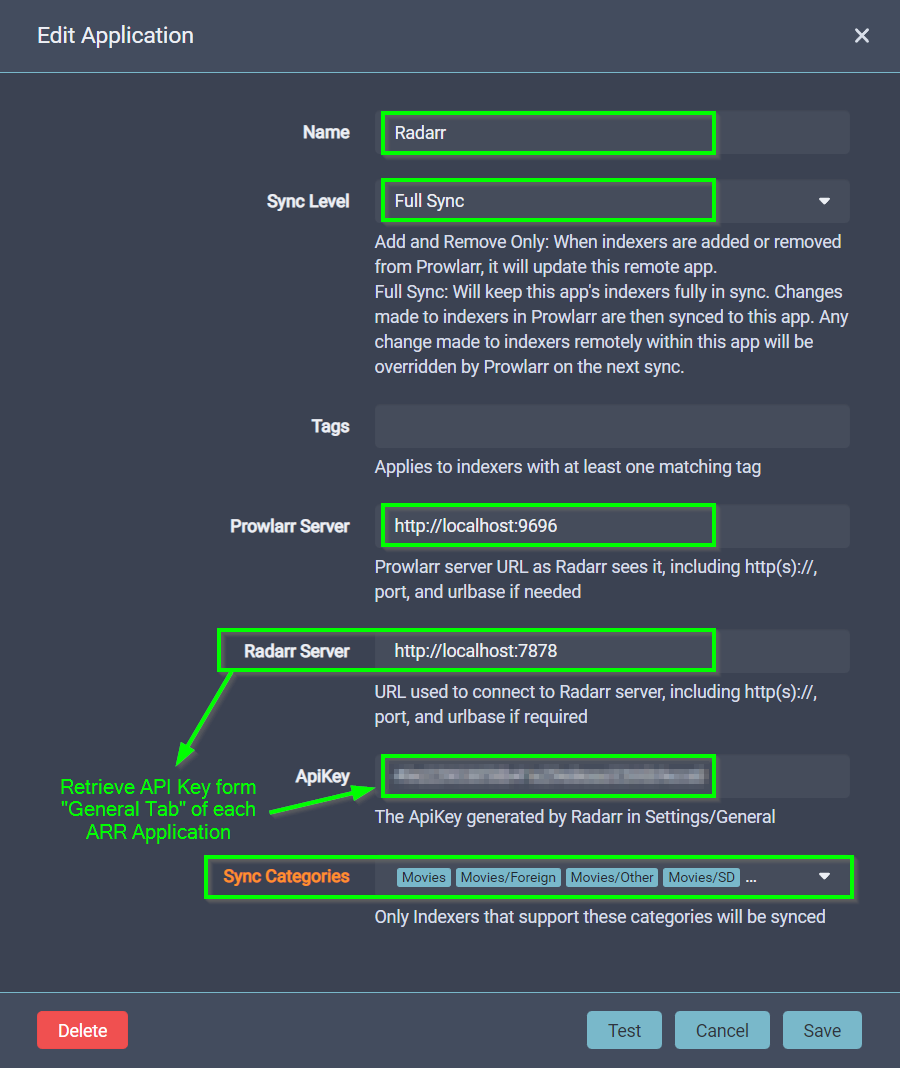 Edit Application
Name
Radarr
Sync Level
Full Sync
Add and Remove Only: When indexers are added or removed
from Prowlarr, it will update this remote app.
Full Sync: Will keep this app's indexers fully in sync. Changes
made to indexers in Prowlarr are then synced to this app. Any
change made to indexers remotely within this app will be
overridden by Prowlarr on the next sync.
Tags
Applies to indexers with at least one matching tag
Prowlarr Server
http://localhost:9696
Prowlarr server URL as Radarr sees it, including http(s)://,
port, and urlbase if needed
Radarr Server
http://localhost:7878
URL used to connect to Radarr server, including http(s)://,
port, and urlbase if required
Retrieve API Key form
"General Tab" of each
ARR Application
ApiKey
The ApiKey generated by Radarr in Settings/General
Sync Categories
Movies Movies/Foreign Movies/Other Movies/SD ...
Only Indexers that support these categories will be synced
Delete
Test
Cancel
Save